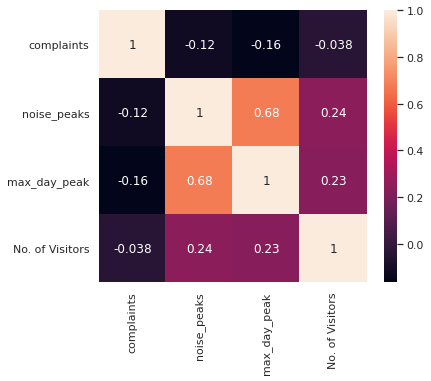 complaints 1 -0.12 -0.16 -0.038
noise_peaks -0.12 1 0.68 0.24
max_day_peak -0.16 0.68 1 0.23
No. of Visitors -0.038 0.24 0.23 1
complaints
noise_peaks
max_day_peak
No. of Visitors
1.0
0.8
0.6
0.4
0.2
0.0